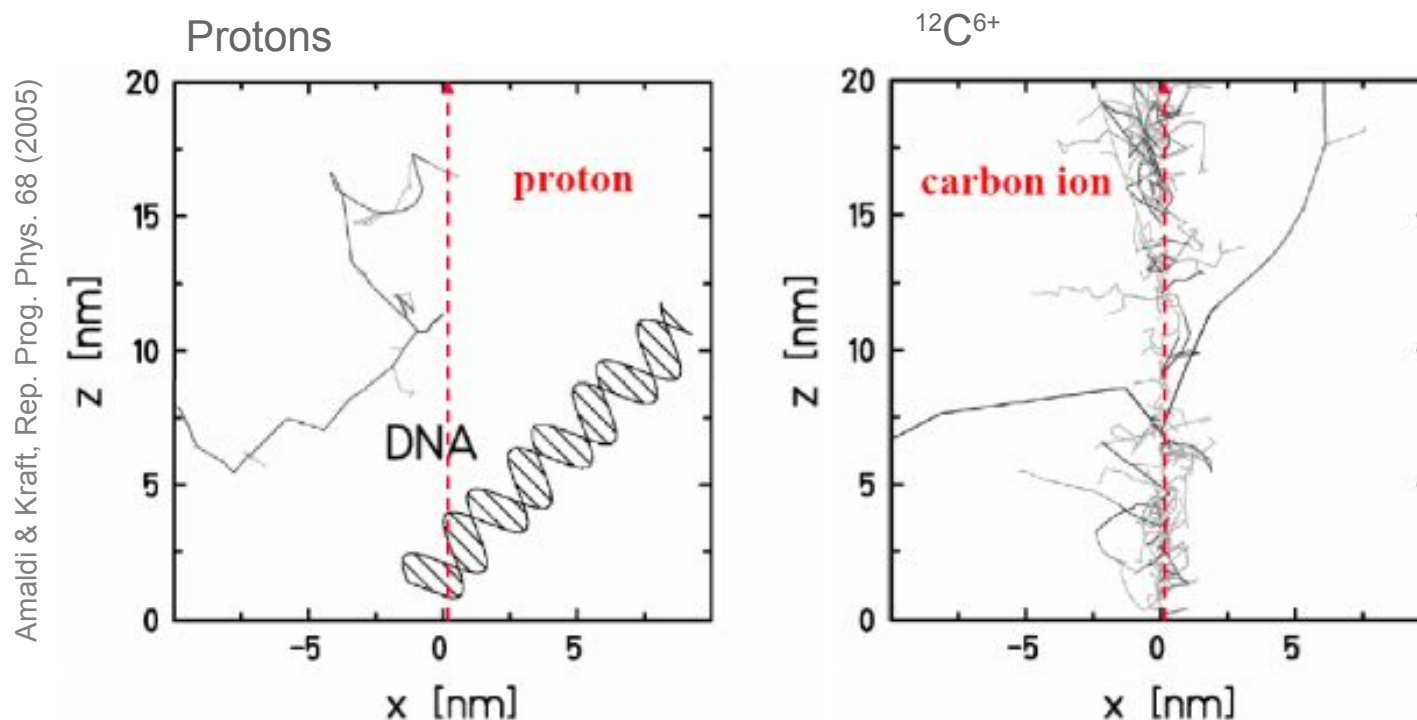 Protons
¹²C⁶⁺
Amaldi & Kraft, Rep. Prog. Phys. 68 (2005)
20
15
10
5
0
z [nm]
proton
DNA
-5
0
5
x [nm]
20
15
10
5
0
z [nm]
carbon ion
-5
0
5
x [nm]